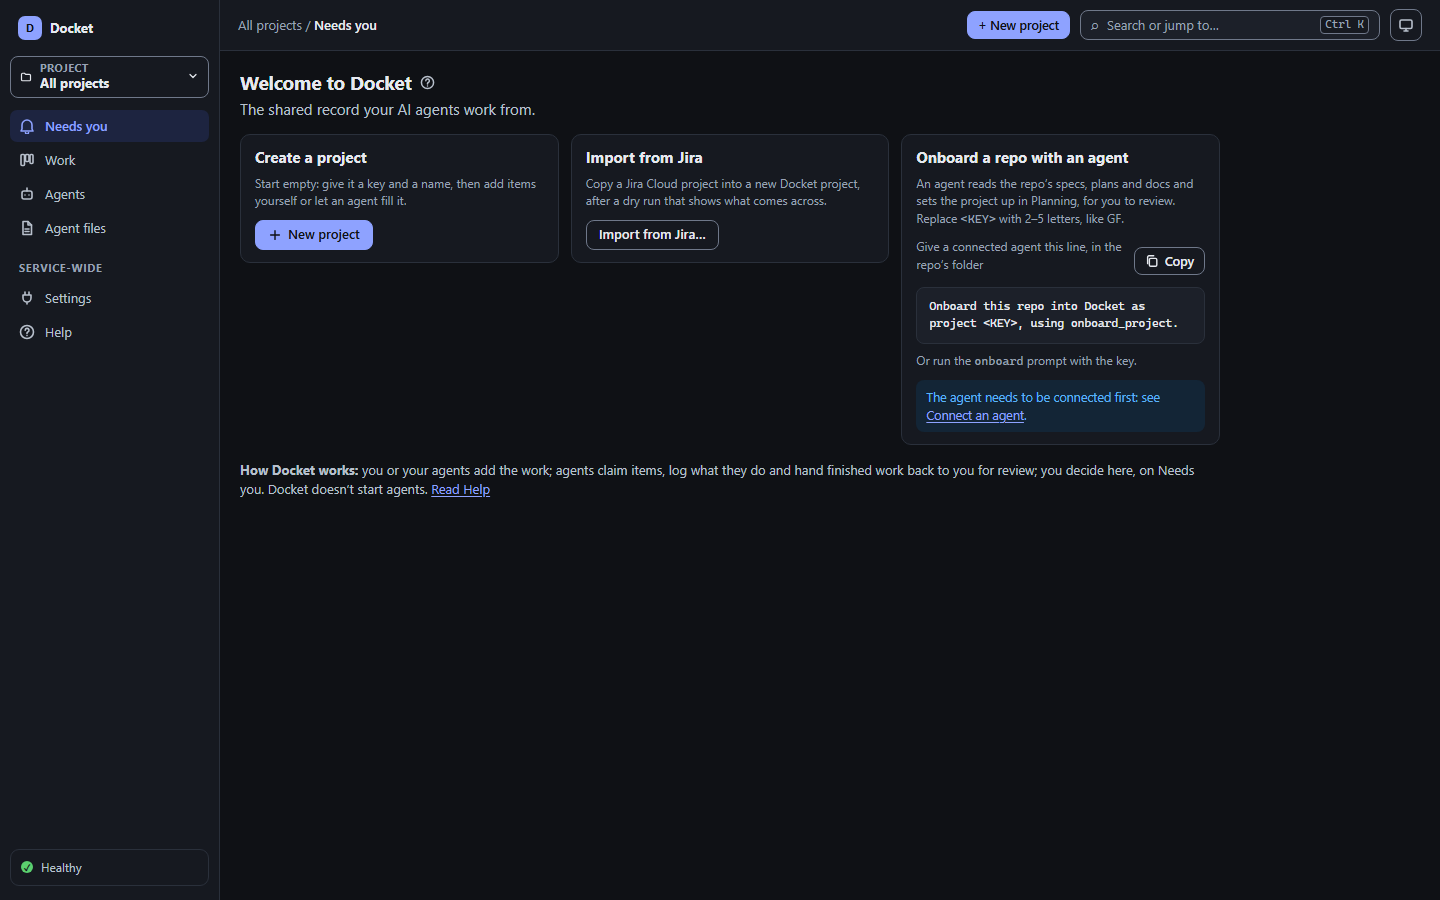 D Docket
PROJECT
All projects
Needs you
Work
Agents
Agent files
SERVICE-WIDE
Settings
Help
Healthy
All projects / Needs you
+ New project
Search or jump to...
Ctrl K
Welcome to Docket
The shared record your AI agents work from.
Create a project
Start empty: give it a key and a name, then add items
yourself or let an agent fill it.
+ New project
Import from Jira
Copy a Jira Cloud project into a new Docket project,
after a dry run that shows what comes across.
Import from Jira...
Onboard a repo with an agent
An agent reads the repo's specs, plans and docs and
sets the project up in Planning, for you to review.
Replace <KEY> with 2–5 letters, like GF.
Give a connected agent this line, in the
repo's folder
Copy
Onboard this repo into Docket as
project <KEY>, using onboard_project.
Or run the onboard prompt with the key.
The agent needs to be connected first: see
Connect an agent.
How Docket works: you or your agents add the work; agents claim items, log what they do and hand finished work back to you for review; you decide here, on Needs
you. Docket doesn't start agents. Read Help